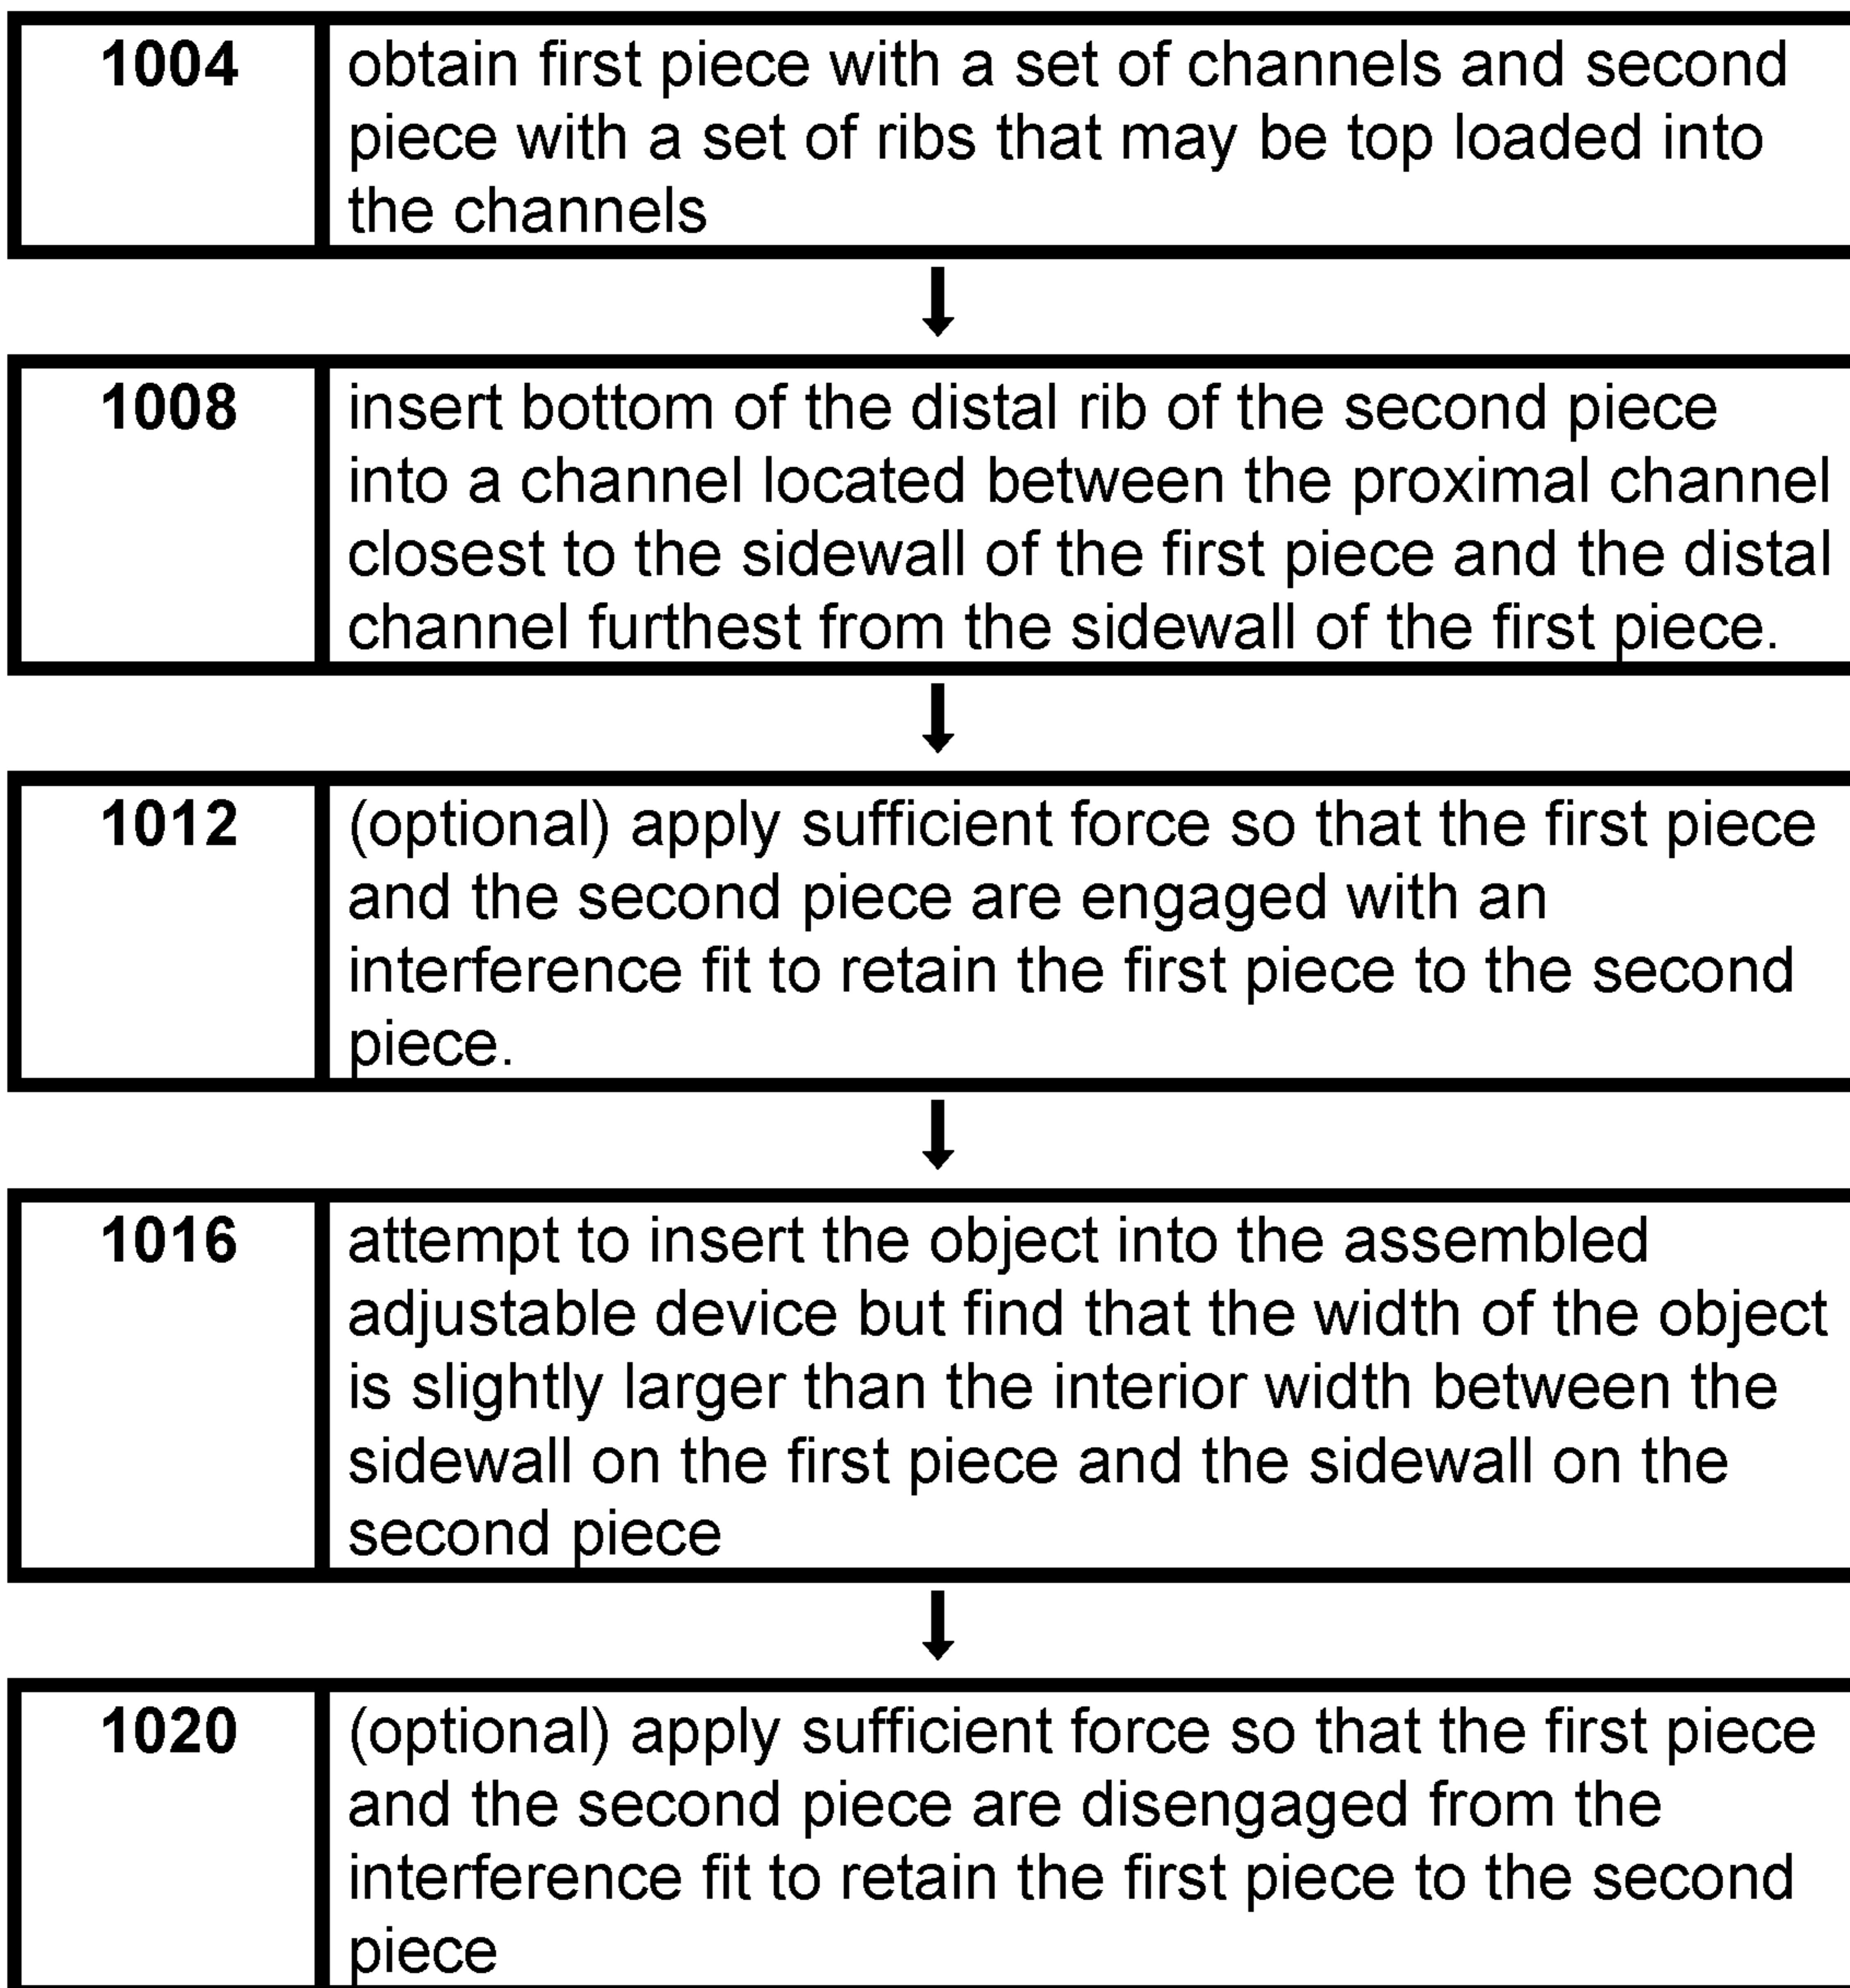 1004 obtain first piece with a set of channels and second
piece with a set of ribs that may be top loaded into
the channels
1008 insert bottom of the distal rib of the second piece
into a channel located between the proximal channel
closest to the sidewall of the first piece and the distal
channel furthest from the sidewall of the first piece.
1012 (optional) apply sufficient force so that the first piece
and the second piece are engaged with an
interference fit to retain the first piece to the second
piece.
1016 attempt to insert the object into the assembled
adjustable device but find that the width of the object
is slightly larger than the interior width between the
sidewall on the first piece and the sidewall on the
second piece
1020 (optional) apply sufficient force so that the first piece
and the second piece are disengaged from the
interference fit to retain the first piece to the second
piece